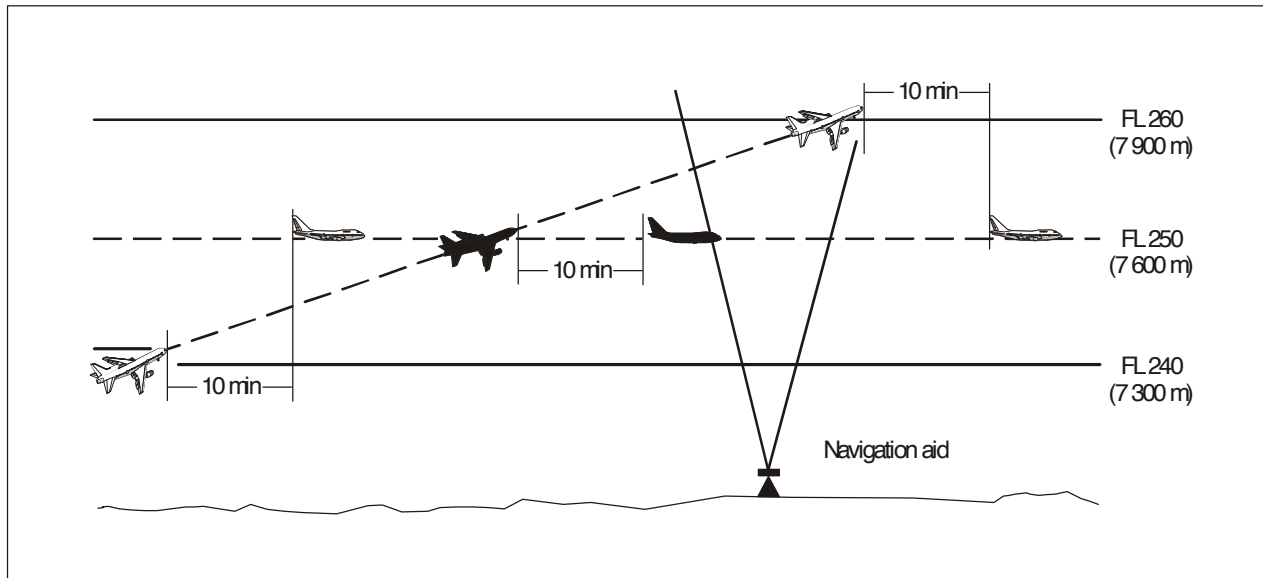 10 min
FL 260
(7 900 m)
FL 250
(7 600 m)
10 min
FL 240
10 min
(7 300 m)
Navigation aid